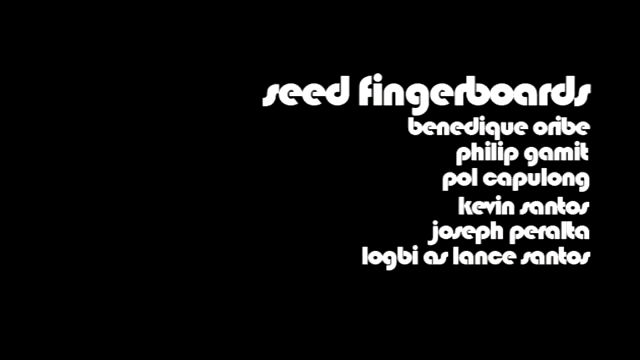 seed fingerboards
benedique oribe
philip gamit
pol capulong
kevin santos
joseph peralta
logbi as lance santos